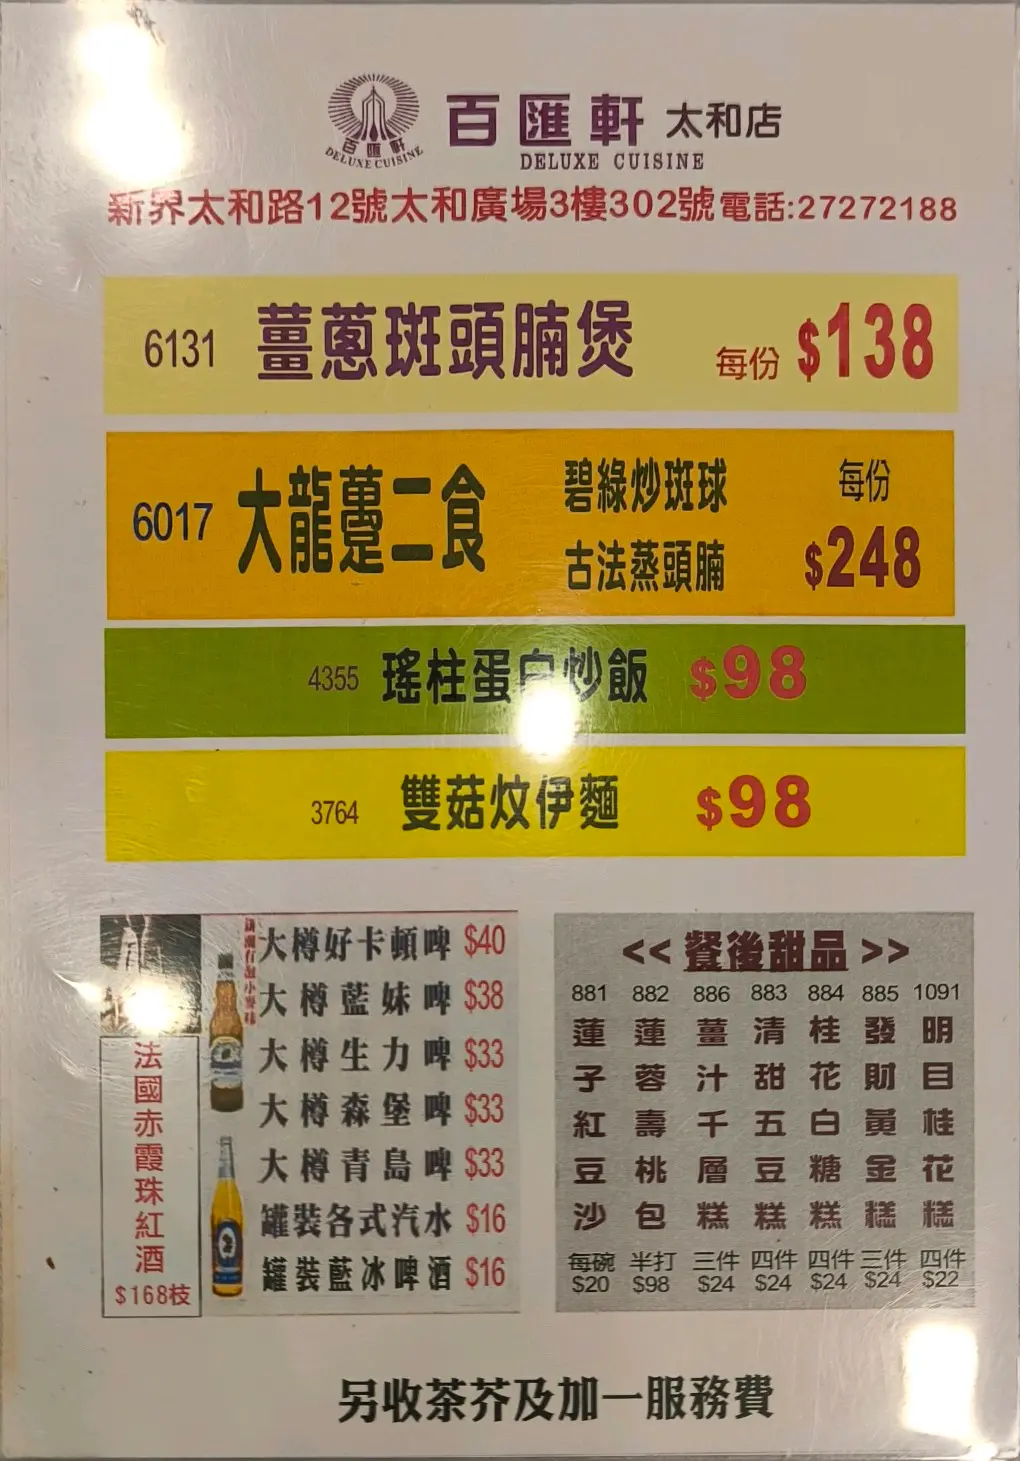 百匯軒
DELUXE CUISINE
百匯軒 太和店
DELUXE CUISINE
新界太和路12號太和廣場3樓302號電話:27272188
6131 薑蔥斑頭腩煲 每份 $138
6017 大龍躉二食 碧綠炒斑球 每份
古法蒸頭腩 $248
4355 瑤柱蛋白炒飯 $98
3764 雙菇炆伊麵 $98
法國赤霞珠紅酒
$168枝
大樽好卡頓啤 $40
大樽藍妹啤 $38
大樽生力啤 $33
大樽森堡啤 $33
大樽青島啤 $33
罐裝各式汽水 $16
罐裝藍冰啤酒 $16
<< 餐後甜品 >>
881 蓮子紅豆沙 每碗 $20
882 蓮蓉壽桃包 半打 $98
886 薑汁千層糕 三件 $24
883 清甜五豆糕 四件 $24
884 桂花白糖糕 四件 $24
885 發財黃金糕 三件 $24
1091 明目桂花糕 四件 $22
另收茶芥及加一服務費